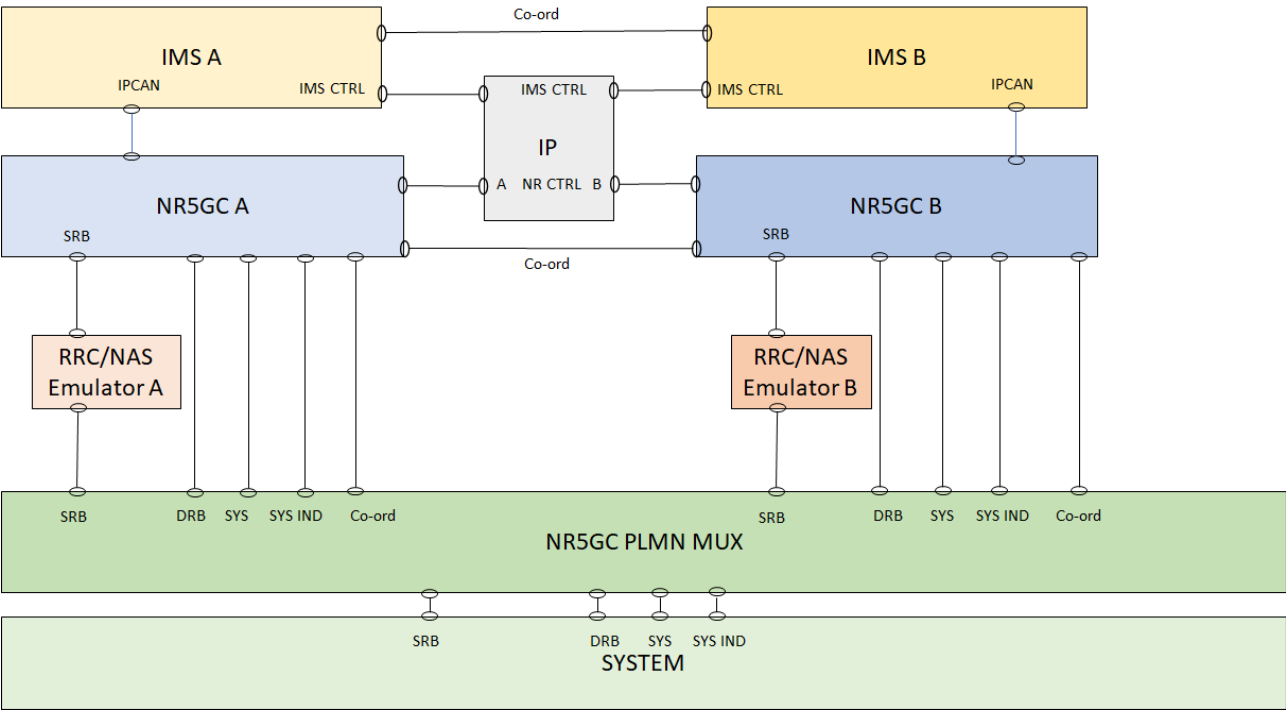 Co-ord
IMS A
IMS B
IPCAN
IMS CTRL
IMS CTRL
IMS CTRL
IPCAN
IP
A NR CTRL B
NR5GC A
NR5GC B
SRB
SRB
Co-ord
RRC/NAS
Emulator A
RRC/NAS
Emulator B
SRB DRB SYS SYS IND Co-ord
SRB DRB SYS SYS IND Co-ord
NR5GC PLMN MUX
SRB DRB SYS SYS IND
SYSTEM